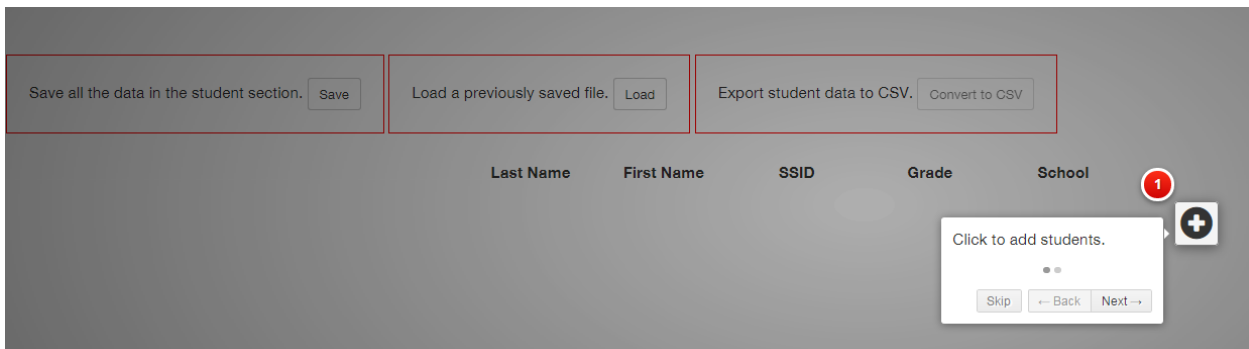 Save all the data in the student section. Save
Load a previously saved file. Load
Export student data to CSV. Convert to CSV
Last Name First Name SSID Grade School
1
Click to add students.
Skip ← Back Next →